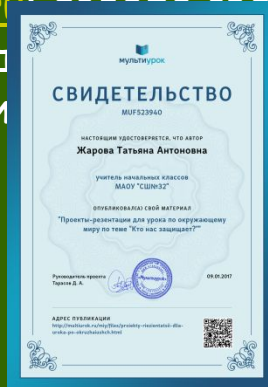 мультиурок
СВИДЕТЕЛЬСТВО
MUF523940
НАСТОЯЩИМ УДОСТОВЕРЯЕТСЯ, ЧТО АВТОР
Жарова Татьяна Антоновна
учитель начальных классов
МАОУ "СШ№32"
ОПУБЛИКОВАЛ(А) СВОЙ МАТЕРИАЛ
"Проекты-резентации для урока по окружающему
миру по теме "Кто нас защищает?""
Руководитель проекта
Тарасов Д. А.
09.01.2017
АДРЕС ПУБЛИКАЦИИ